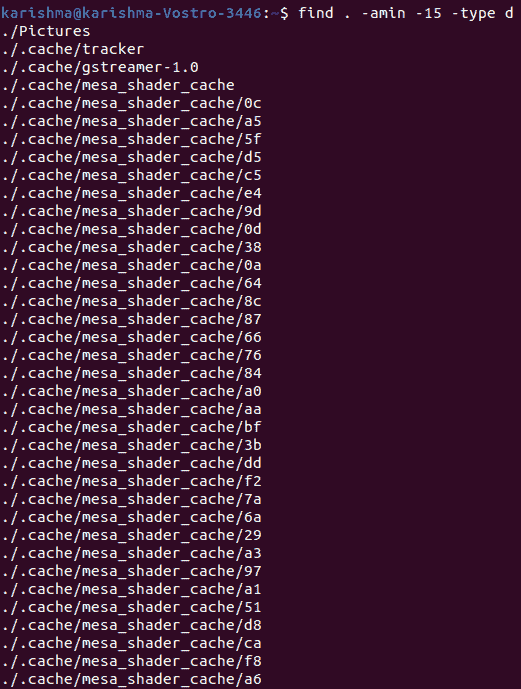 karishma@karishma-Vostro-3446:~$ find . -amin -15 -type d
./Pictures
./.cache/tracker
./.cache/gstreamer-1.0
./.cache/mesa_shader_cache
./.cache/mesa_shader_cache/0c
./.cache/mesa_shader_cache/a5
./.cache/mesa_shader_cache/5f
./.cache/mesa_shader_cache/d5
./.cache/mesa_shader_cache/c5
./.cache/mesa_shader_cache/e4
./.cache/mesa_shader_cache/9d
./.cache/mesa_shader_cache/0d
./.cache/mesa_shader_cache/38
./.cache/mesa_shader_cache/0a
./.cache/mesa_shader_cache/64
./.cache/mesa_shader_cache/8c
./.cache/mesa_shader_cache/87
./.cache/mesa_shader_cache/66
./.cache/mesa_shader_cache/76
./.cache/mesa_shader_cache/84
./.cache/mesa_shader_cache/a0
./.cache/mesa_shader_cache/aa
./.cache/mesa_shader_cache/bf
./.cache/mesa_shader_cache/3b
./.cache/mesa_shader_cache/dd
./.cache/mesa_shader_cache/f2
./.cache/mesa_shader_cache/7a
./.cache/mesa_shader_cache/6a
./.cache/mesa_shader_cache/29
./.cache/mesa_shader_cache/a3
./.cache/mesa_shader_cache/97
./.cache/mesa_shader_cache/a1
./.cache/mesa_shader_cache/51
./.cache/mesa_shader_cache/d8
./.cache/mesa_shader_cache/ca
./.cache/mesa_shader_cache/f8
./.cache/mesa_shader_cache/a6